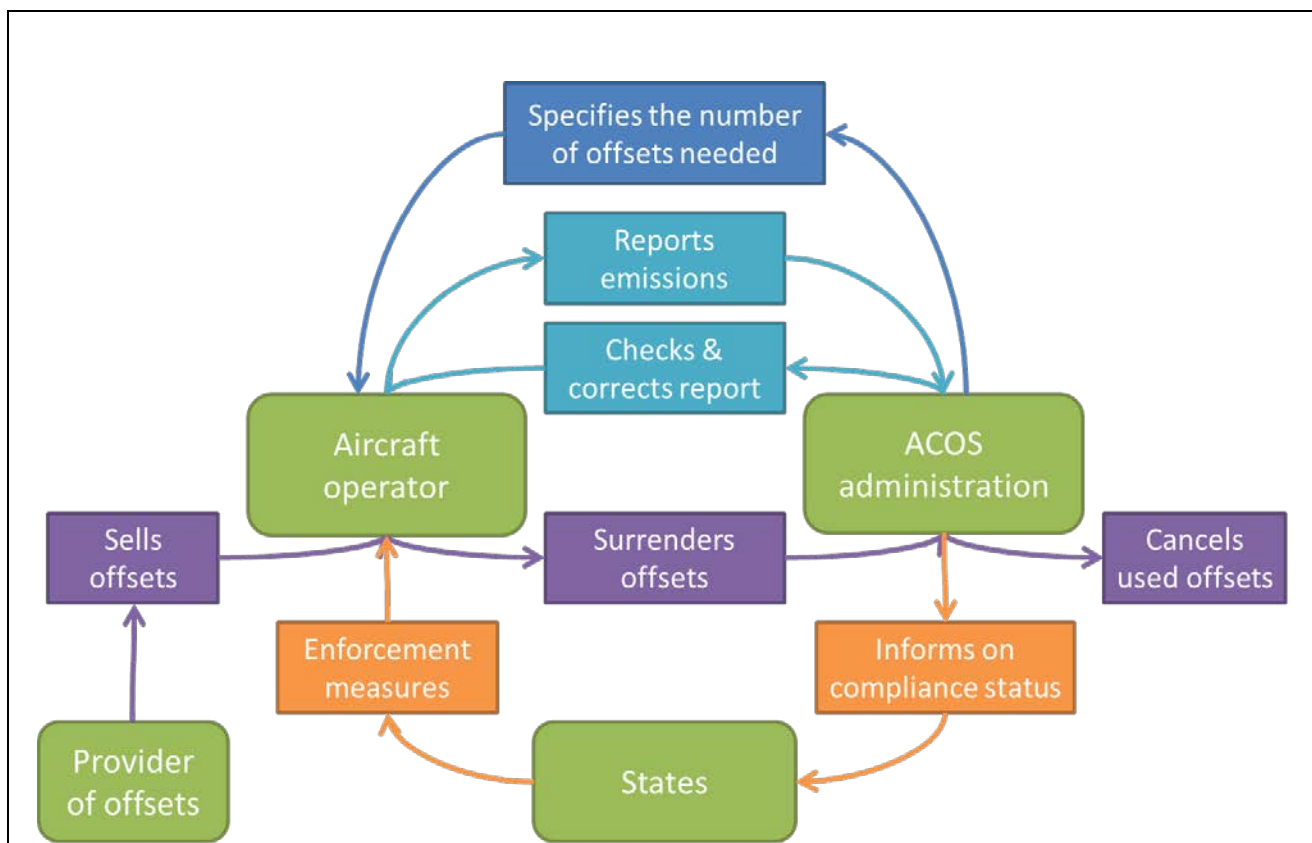 Specifies the number
of offsets needed
Reports
emissions
Checks &
corrects report
Aircraft
operator
ACOS
administration
Sells
offsets
Surrenders
offsets
Cancels
used offsets
Enforcement
measures
Informs on
compliance status
Provider
of offsets
States